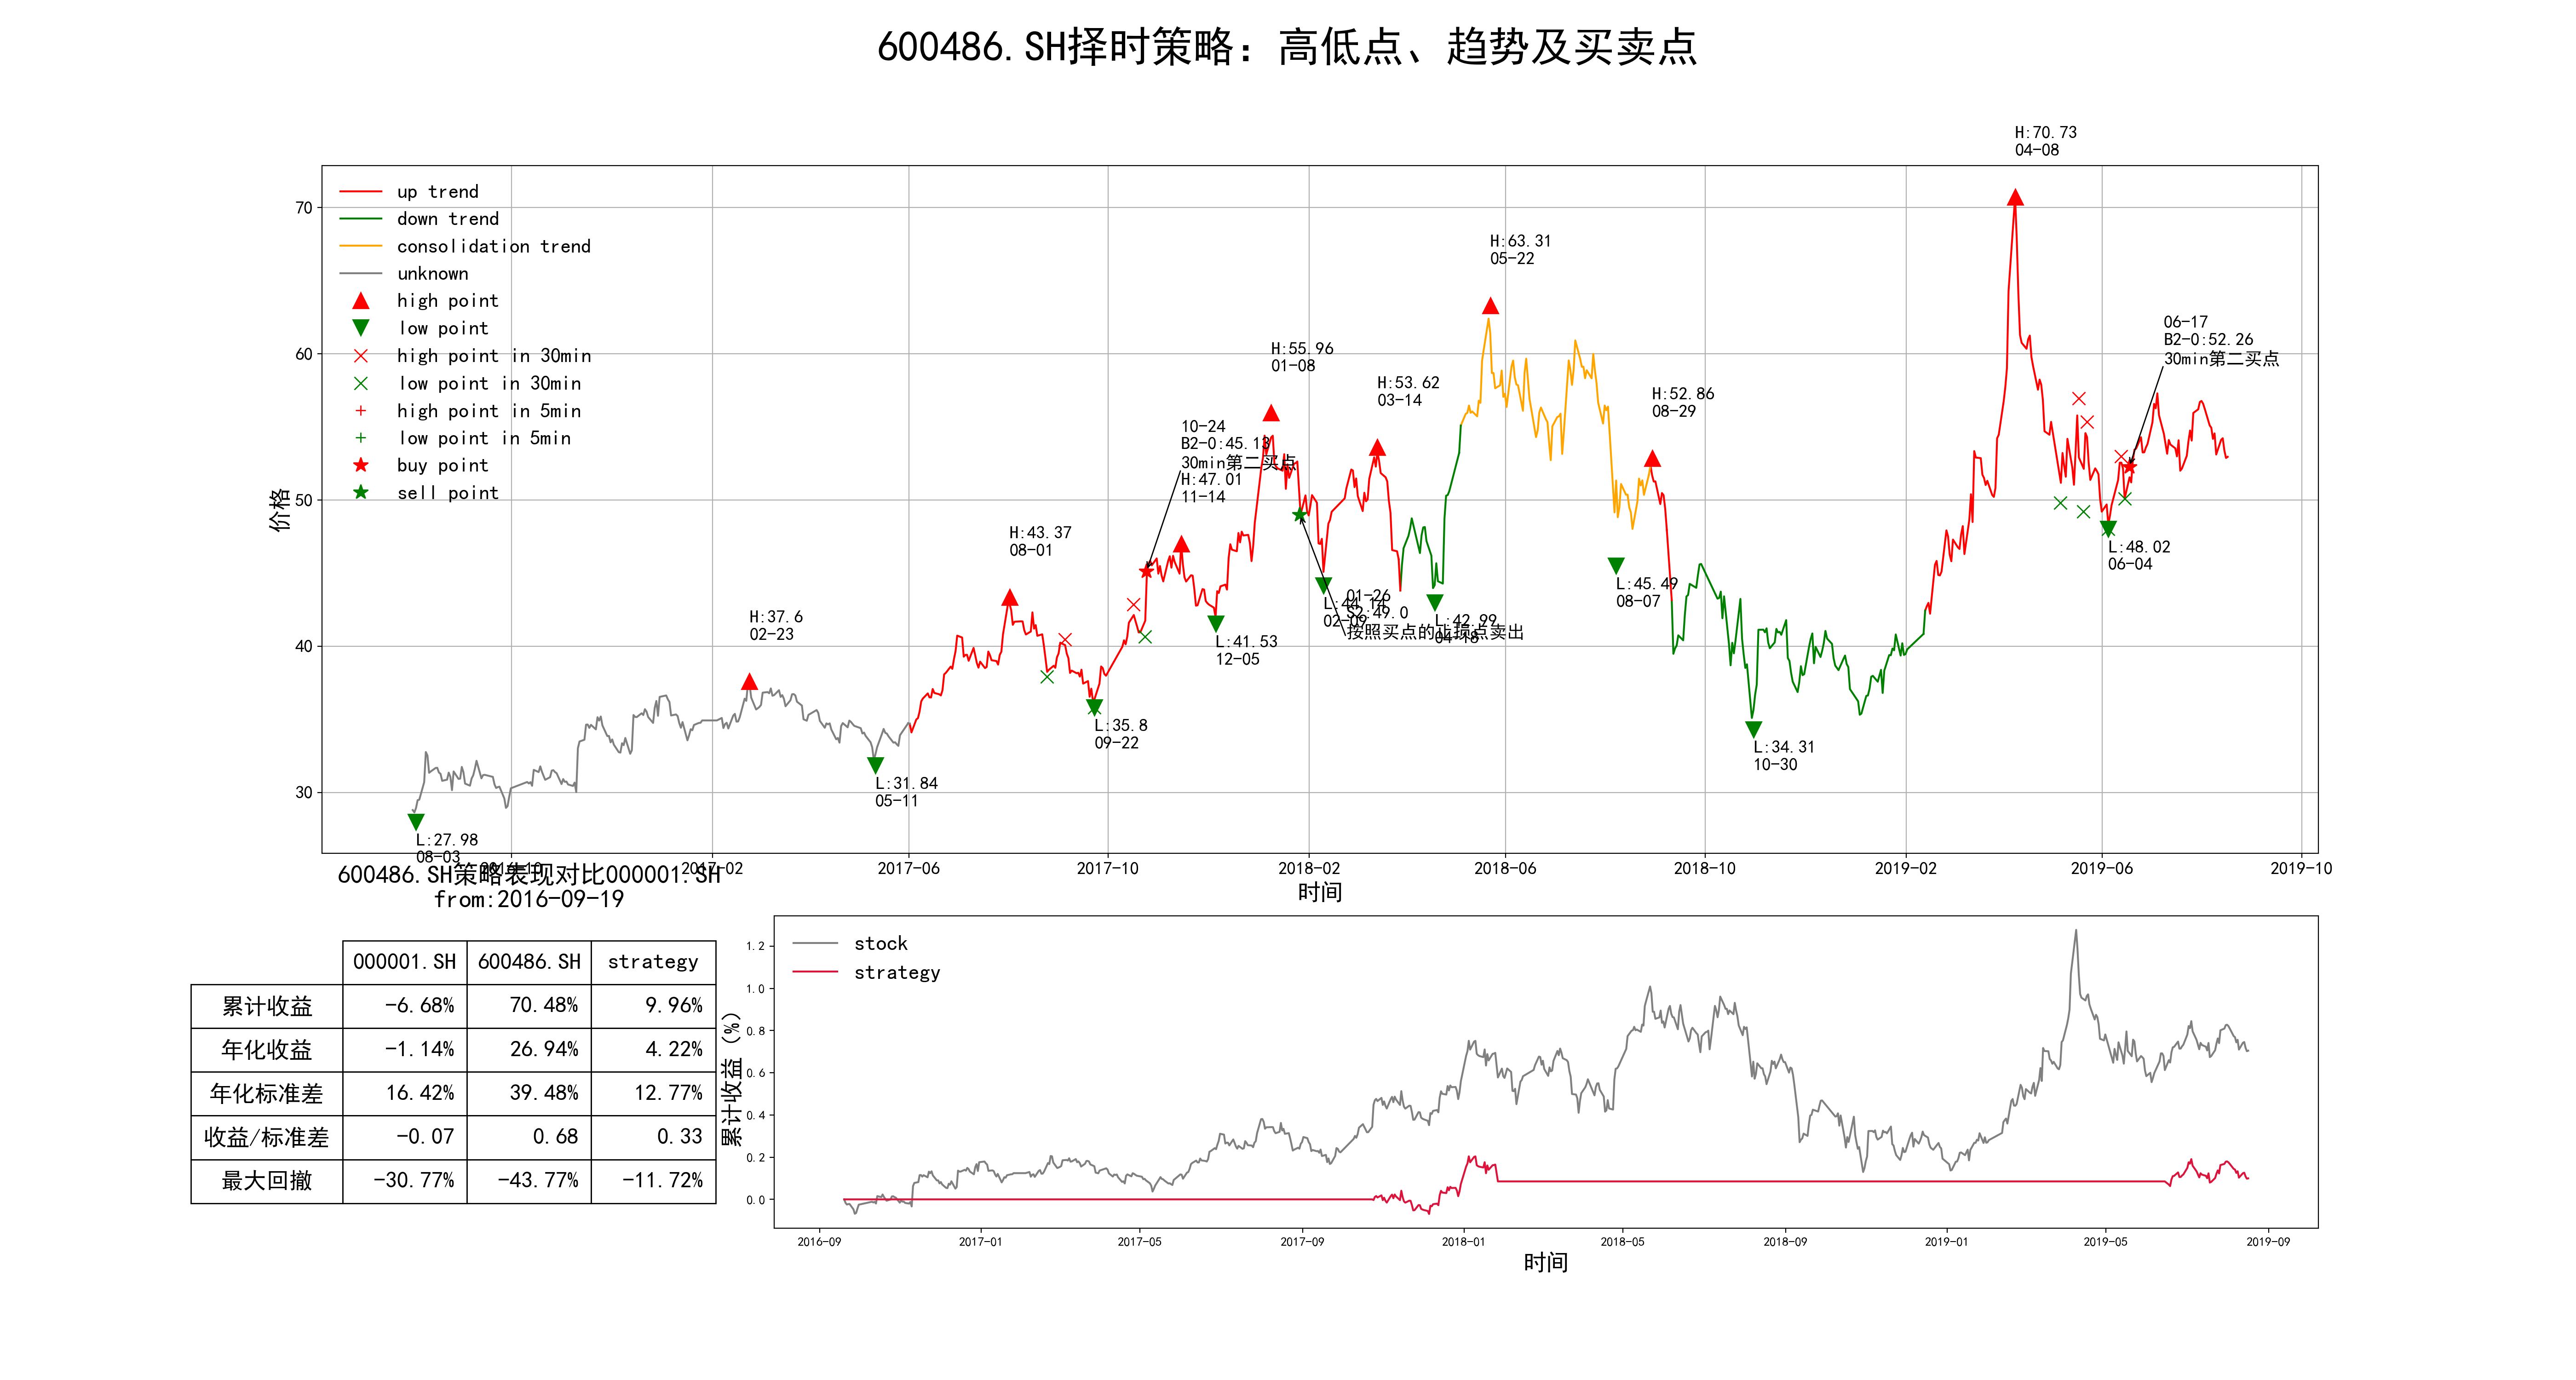 600486.SH择时策略：高低点、趋势及买卖点
H:70.73
04-08
up trend
down trend
consolidation trend
unknown
high point
low point
high point in 30min
low point in 30min
high point in 5min
low point in 5min
buy point
sell point
价格
70
60
50
40
30
H:63.31
05-22
06-17
B2-0:52.26
30min第二买点
H:55.96
01-08
H:53.62
03-14
H:52.86
08-29
10-24
B2-0:45.13
30min第二买点
H:47.01
11-14
H:43.37
08-01
H:37.6
02-23
L:48.02
06-04
L:45.49
08-07
01-26
S2:49.0
按照买点的止损点卖出
L:44.14
02-09
L:42.99
04-18
L:41.53
12-05
L:35.8
09-22
L:34.31
10-30
L:31.84
05-11
L:27.98
08-03
2016-10
2017-02
2017-06
2017-10
2018-02
2018-06
2018-10
2019-02
2019-06
2019-10
时间
600486.SH策略表现对比000001.SH
from:2016-09-19
000001.SH 600486.SH strategy
累计收益 -6.68% 70.48% 9.96%
年化收益 -1.14% 26.94% 4.22%
年化标准差 16.42% 39.48% 12.77%
收益/标准差 -0.07 0.68 0.33
最大回撤 -30.77% -43.77% -11.72%
stock
strategy
累计收益（%）
1.2
1.0
0.8
0.6
0.4
0.2
0.0
2016-09
2017-01
2017-05
2017-09
2018-01
2018-05
2018-09
2019-01
2019-05
2019-09
时间